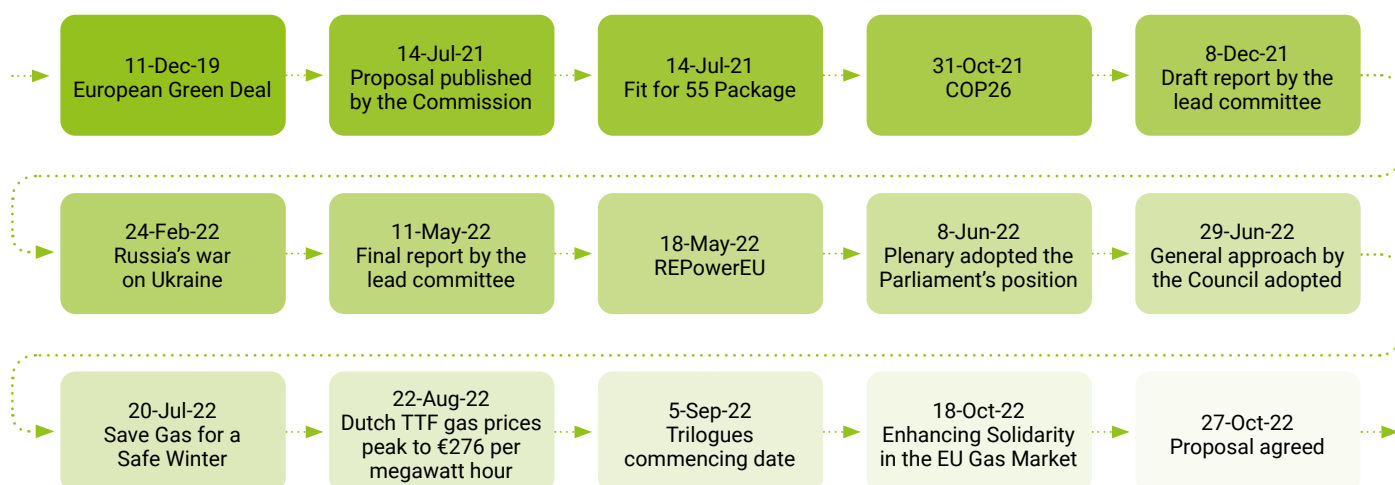 11-Dec-19
European Green Deal
14-Jul-21
Proposal published
by the Commission
14-Jul-21
Fit for 55 Package
31-Oct-21
COP26
8-Dec-21
Draft report by the
lead committee
24-Feb-22
Russia’s war
on Ukraine
11-May-22
Final report by the
lead committee
18-May-22
REPowerEU
8-Jun-22
Plenary adopted the
Parliament’s position
29-Jun-22
General approach by
the Council adopted
20-Jul-22
Save Gas for a
Safe Winter
22-Aug-22
Dutch TTF gas prices
peak to €276 per
megawatt hour
5-Sep-22
Trilogues
commencing date
18-Oct-22
Enhancing Solidarity
in the EU Gas Market
27-Oct-22
Proposal agreed